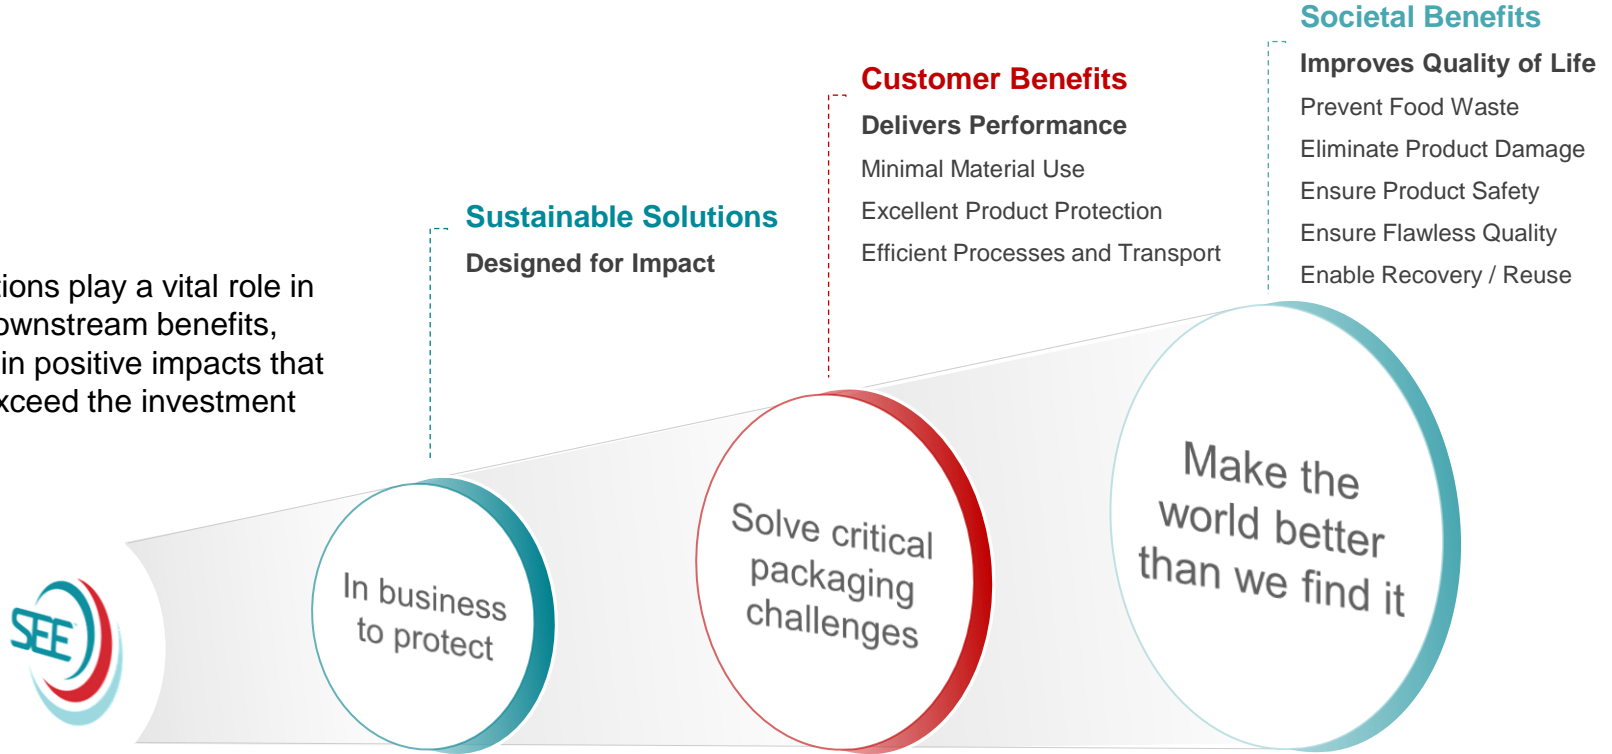 Societal Benefits
Improves Quality of Life
Prevent Food Waste
Eliminate Product Damage
Ensure Product Safety
Ensure Flawless Quality
Enable Recovery / Reuse
Customer Benefits
Delivers Performance
Minimal Material Use
Excellent Product Protection
Efficient Processes and Transport
Sustainable Solutions
Designed for Impact
tions play a vital role in
ownstream benefits,
in positive impacts that
xceed the investment
SEE
In business
to protect
Solve critical
packaging
challenges
Make the
world better
than we find it